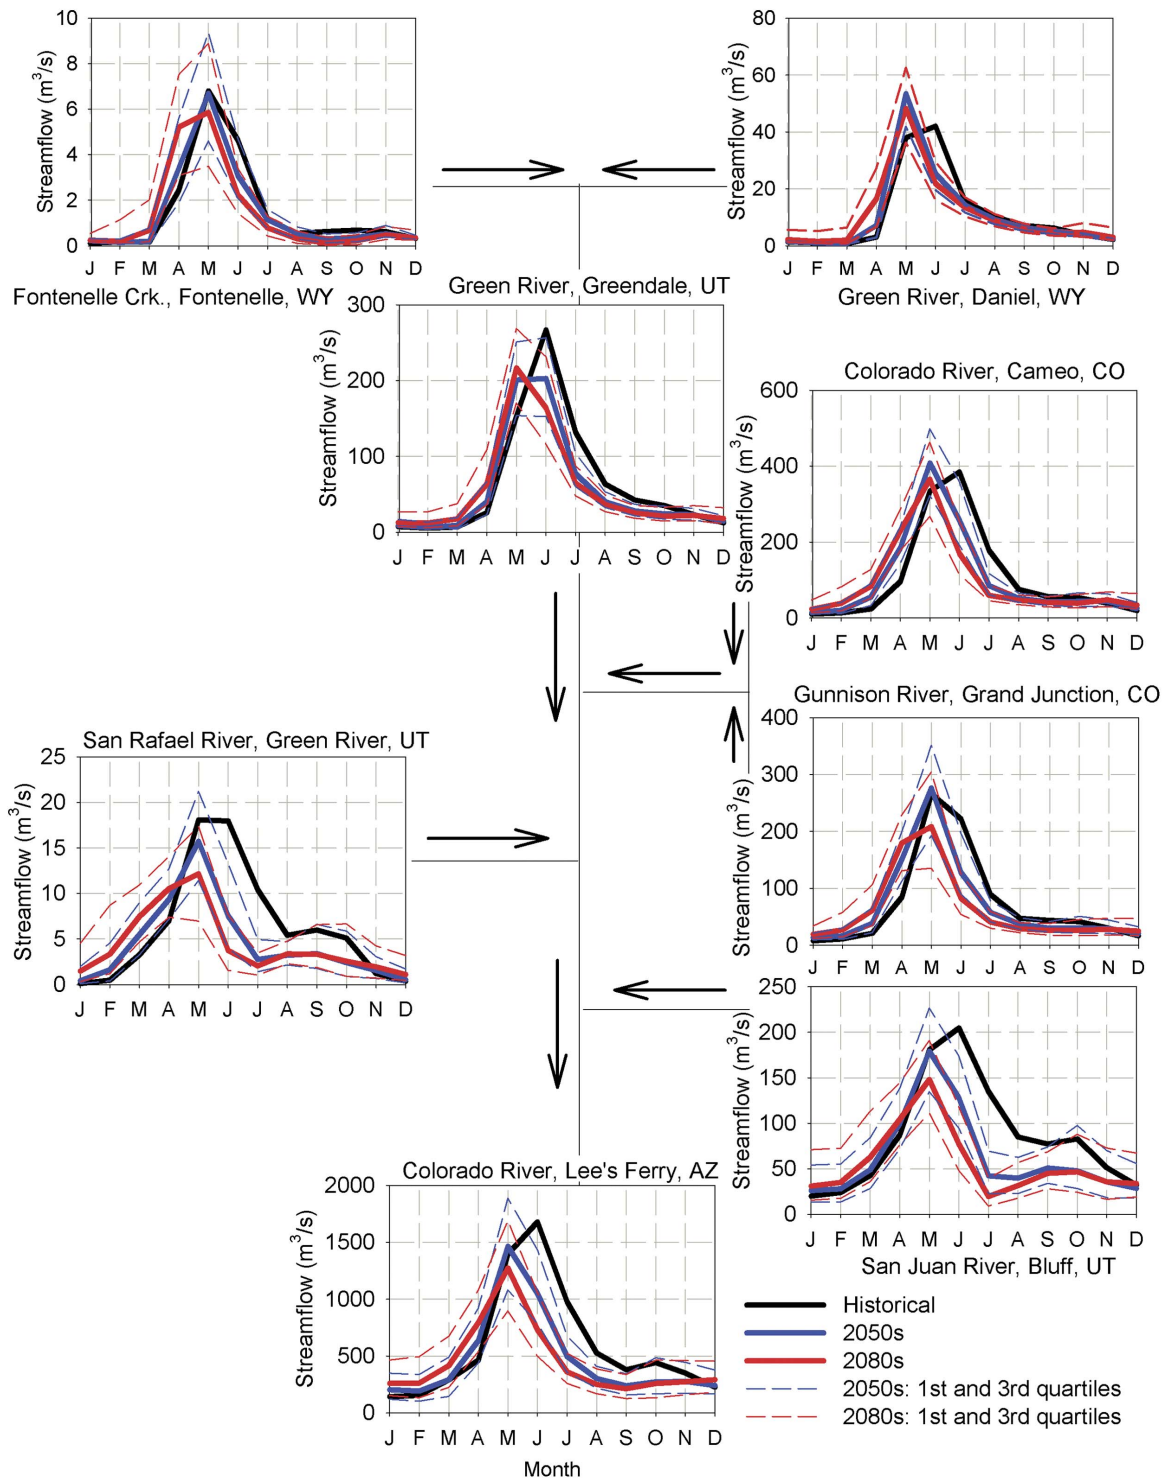 10
8
6
4
2
0
Streamflow (m³/s)
J F M A M J J A S O N D
Fontenelle Crk., Fontenelle, WY
80
60
40
20
0
Streamflow (m³/s)
J F M A M J J A S O N D
Green River, Daniel, WY
Green River, Greendale, UT
300
200
100
0
Streamflow (m³/s)
J F M A M J J A S O N D
Colorado River, Cameo, CO
600
400
200
0
Streamflow (m³/s)
J F M A M J J A S O N D
Gunnison River, Grand Junction, CO
400
300
200
100
0
Streamflow (m³/s)
J F M A M J J A S O N D
San Rafael River, Green River, UT
25
20
15
10
5
0
Streamflow (m³/s)
J F M A M J J A S O N D
250
200
150
100
50
0
Streamflow (m³/s)
J F M A M J J A S O N D
San Juan River, Bluff, UT
Colorado River, Lee's Ferry, AZ
2000
1500
1000
500
0
Streamflow (m³/s)
J F M A M J J A S O N D
Month
Historical
2050s
2080s
2050s: 1st and 3rd quartiles
2080s: 1st and 3rd quartiles